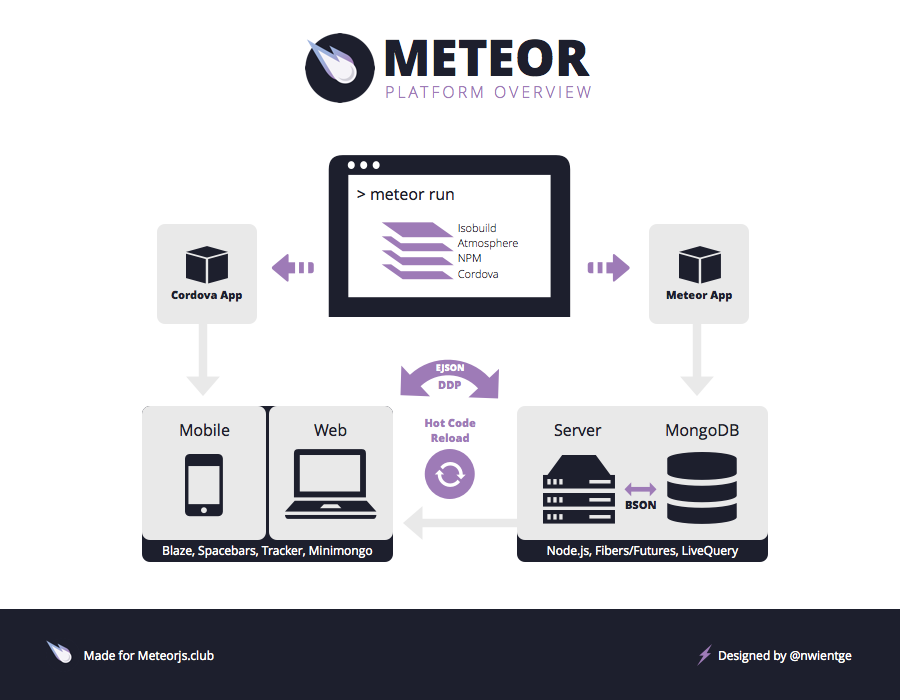 METEOR
PLATFORM OVERVIEW
> meteor run
Isobuild
Atmosphere
NPM
Cordova
Cordova App
Meteor App
EJSON
DDP
Hot Code
Reload
Mobile
Web
Blaze, Spacebars, Tracker, Minimongo
Server
MongoDB
BSON
Node.js, Fibers/Futures, LiveQuery
Made for Meteorjs.club
Designed by @nwientge